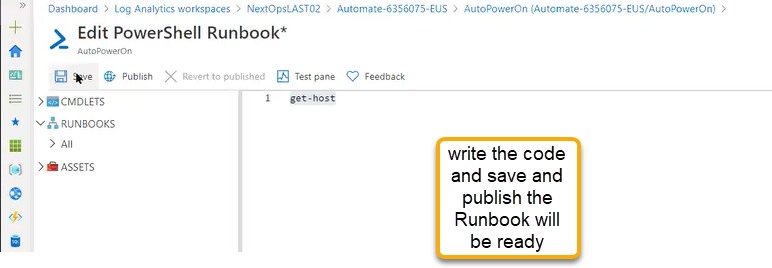 Dashboard > Log Analytics workspaces > NextOpsLAST02 > Automate-6356075-EUS > AutoPowerOn (Automate-6356075-EUS/AutoPowerOn) >
Edit PowerShell Runbook*
AutoPowerOn
Save Publish Revert to published Test pane Feedback
CMDLETS
RUNBOOKS
All
ASSETS
1 get-host
write the code
and save and
publish the
Runbook will
be ready